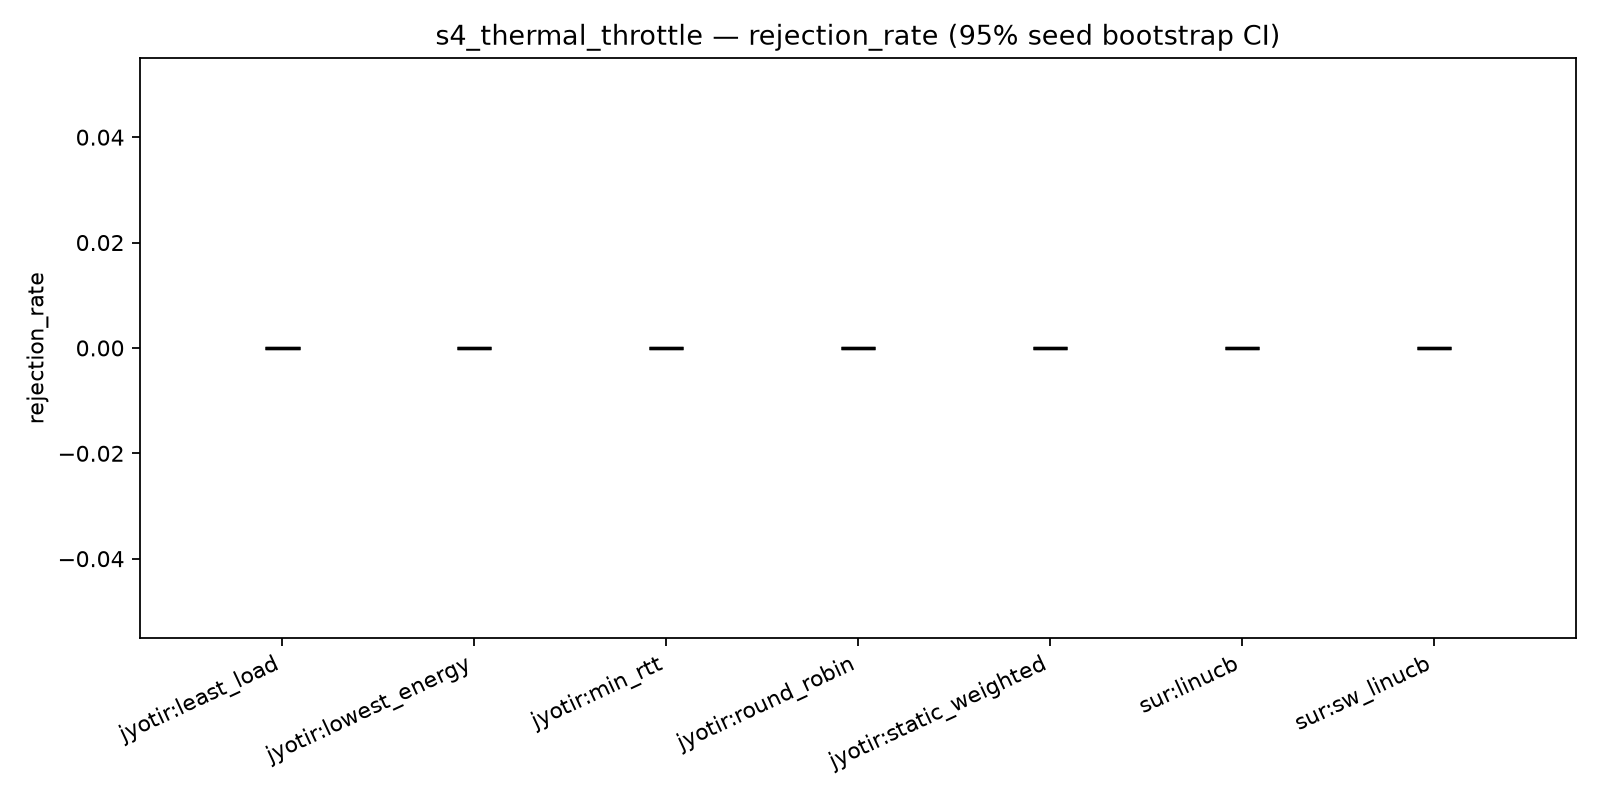 s4_thermal_throttle — rejection_rate (95% seed bootstrap CI)
rejection_rate
0.04
0.02
0.00
−0.02
−0.04
jyotir:least_load
jyotir:lowest_energy
jyotir:min_rtt
jyotir:round_robin
jyotir:static_weighted
sur:linucb
sur:sw_linucb